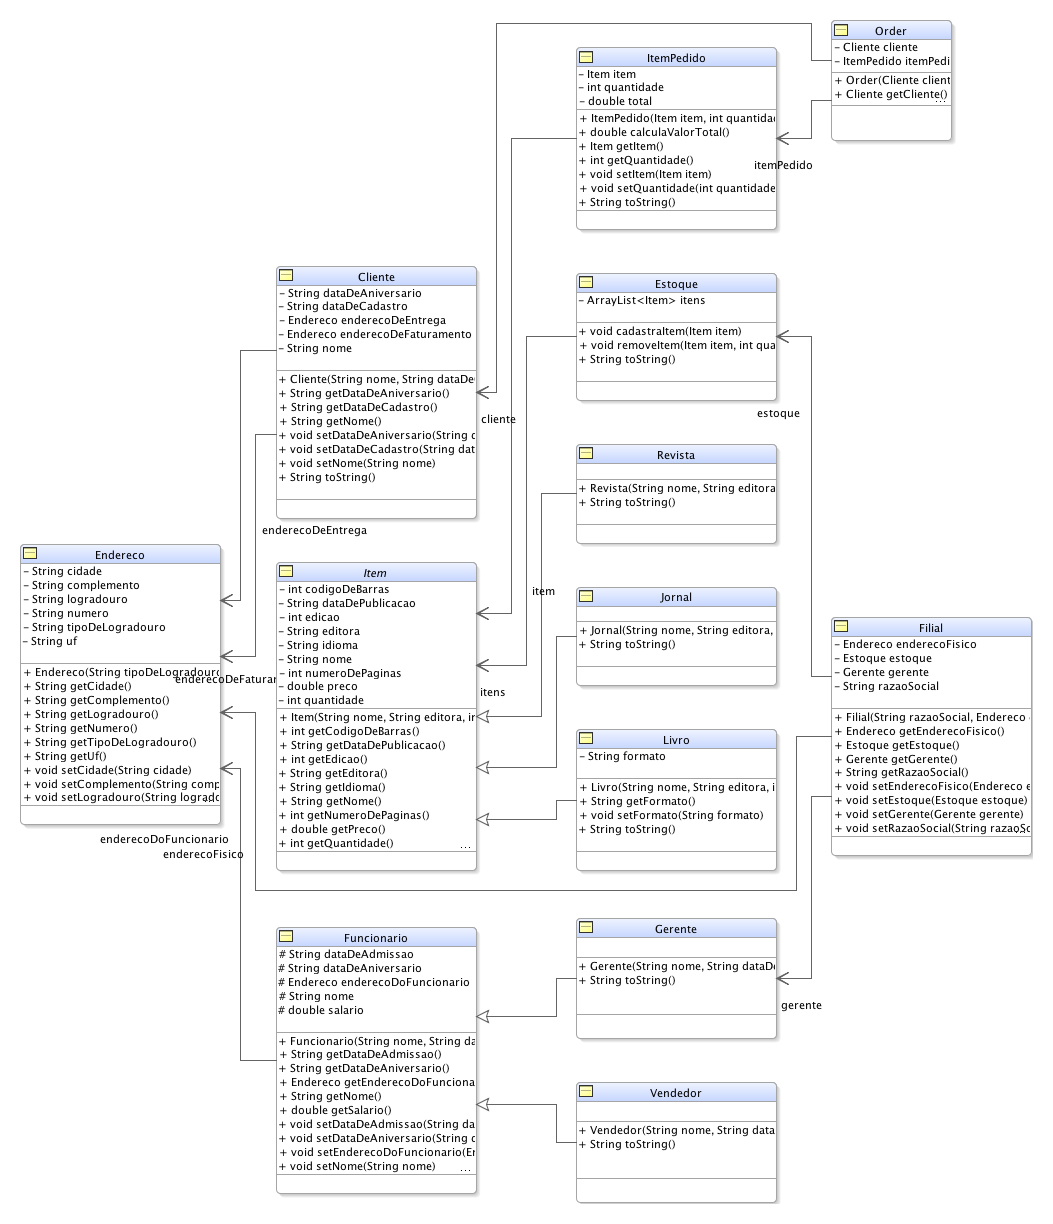 Order
– Cliente cliente
– ItemPedido itemPedi
+ Order(Cliente client
+ Cliente getCliente()
...
ItemPedido
– Item item
– int quantidade
– double total
+ ItemPedido(Item item, int quantida
+ double calculaValorTotal()
+ Item getItem()
+ int getQuantidade()
+ void setItem(Item item)
+ void setQuantidade(int quantidade
+ String toString()
itemPedido
Cliente
– String dataDeAniversario
– String dataDeCadastro
– Endereco enderecoDeEntrega
– Endereco enderecoDeFaturamento
– String nome
+ Cliente(String nome, String dataDe
+ String getDataDeAniversario()
+ String getDataDeCadastro()
+ String getNome()
+ void setDataDeAniversario(String d
+ void setDataDeCadastro(String dat
+ void setNome(String nome)
+ String toString()
cliente
Estoque
– ArrayList<Item> itens
+ void cadastraItem(Item item)
+ void removeItem(Item item, int qua
+ String toString()
estoque
Revista
+ Revista(String nome, String editora
+ String toString()
enderecoDeEntrega
Endereco
– String cidade
– String complemento
– String logradouro
– String numero
– String tipoDeLogradouro
– String uf
+ Endereco(String tipoDeLogradouro
+ String getCidade()
+ String getComplemento()
+ String getLogradouro()
+ String getNumero()
+ String getTipoDeLogradouro()
+ String getUf()
+ void setCidade(String cidade)
+ void setComplemento(String comp
+ void setLogradouro(String lograd
...
enderecoDeFatura
Item
– int codigoDeBarras
– String dataDePublicacao
– int edicao
– String editora
– String idioma
– String nome
– int numeroDePaginas
– double preco
– int quantidade
+ Item(String nome, String editora, in
+ int getCodigoDeBarras()
+ String getDataDePublicacao()
+ int getEdicao()
+ String getEditora()
+ String getIdioma()
+ String getNome()
+ int getNumeroDePaginas()
+ double getPreco()
+ int getQuantidade()
...
item
itens
Jornal
+ Jornal(String nome, String editora,
+ String toString()
Livro
– String formato
+ Livro(String nome, String editora, i
+ String getFormato()
+ void setFormato(String formato)
+ String toString()
Filial
– Endereco enderecoFisico
– Estoque estoque
– Gerente gerente
– String razaoSocial
+ Filial(String razaoSocial, Endereco
+ Endereco getEnderecoFisico()
+ Estoque getEstoque()
+ Gerente getGerente()
+ String getRazaoSocial()
+ void setEnderecoFisico(Endereco e
+ void setEstoque(Estoque estoque)
+ void setGerente(Gerente gerente)
+ void setRazaoSocial(String razaoSo
...
enderecoDoFuncionario
enderecoFisico
Funcionario
# String dataDeAdmissao
# String dataDeAniversario
# Endereco enderecoDoFuncionario
# String nome
# double salario
+ Funcionario(String nome, String da
+ String getDataDeAdmissao()
+ String getDataDeAniversario()
+ Endereco getEnderecoDoFunciona
+ String getNome()
+ double getSalario()
+ void setDataDeAdmissao(String da
+ void setDataDeAniversario(String d
+ void setEnderecoDoFuncionario(En
+ void setNome(String nome)
...
Gerente
+ Gerente(String nome, String dataDe
+ String toString()
gerente
Vendedor
+ Vendedor(String nome, String data
+ String toString()